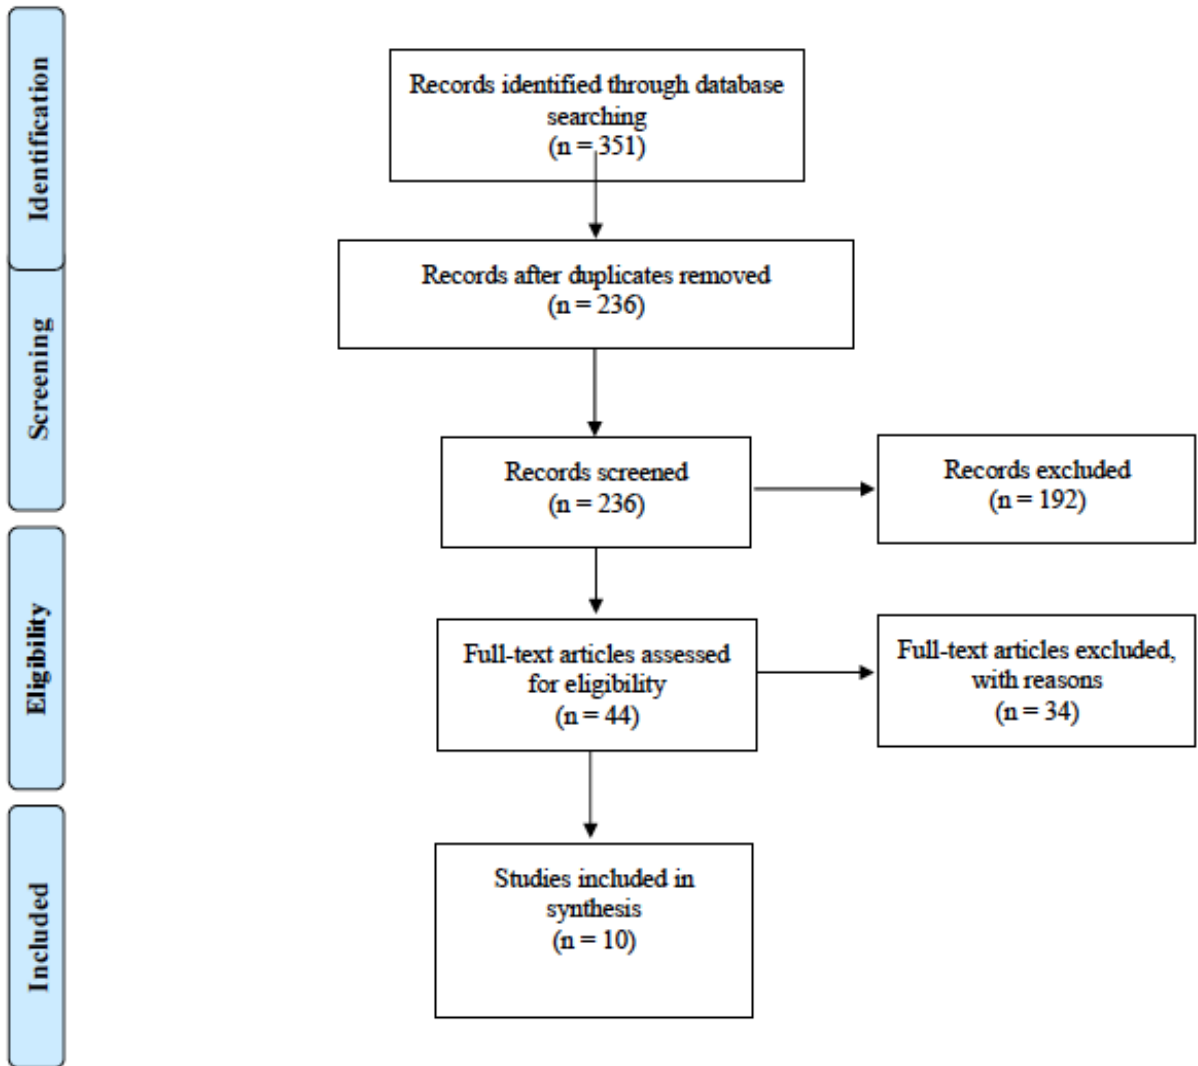 Identification
Records identified through database
searching
(n = 351)
Records after duplicates removed
(n = 236)
Screening
Records screened
(n = 236)
Records excluded
(n = 192)
Eligibility
Full-text articles assessed
for eligibility
(n = 44)
Full-text articles excluded,
with reasons
(n = 34)
Included
Studies included in
synthesis
(n = 10)